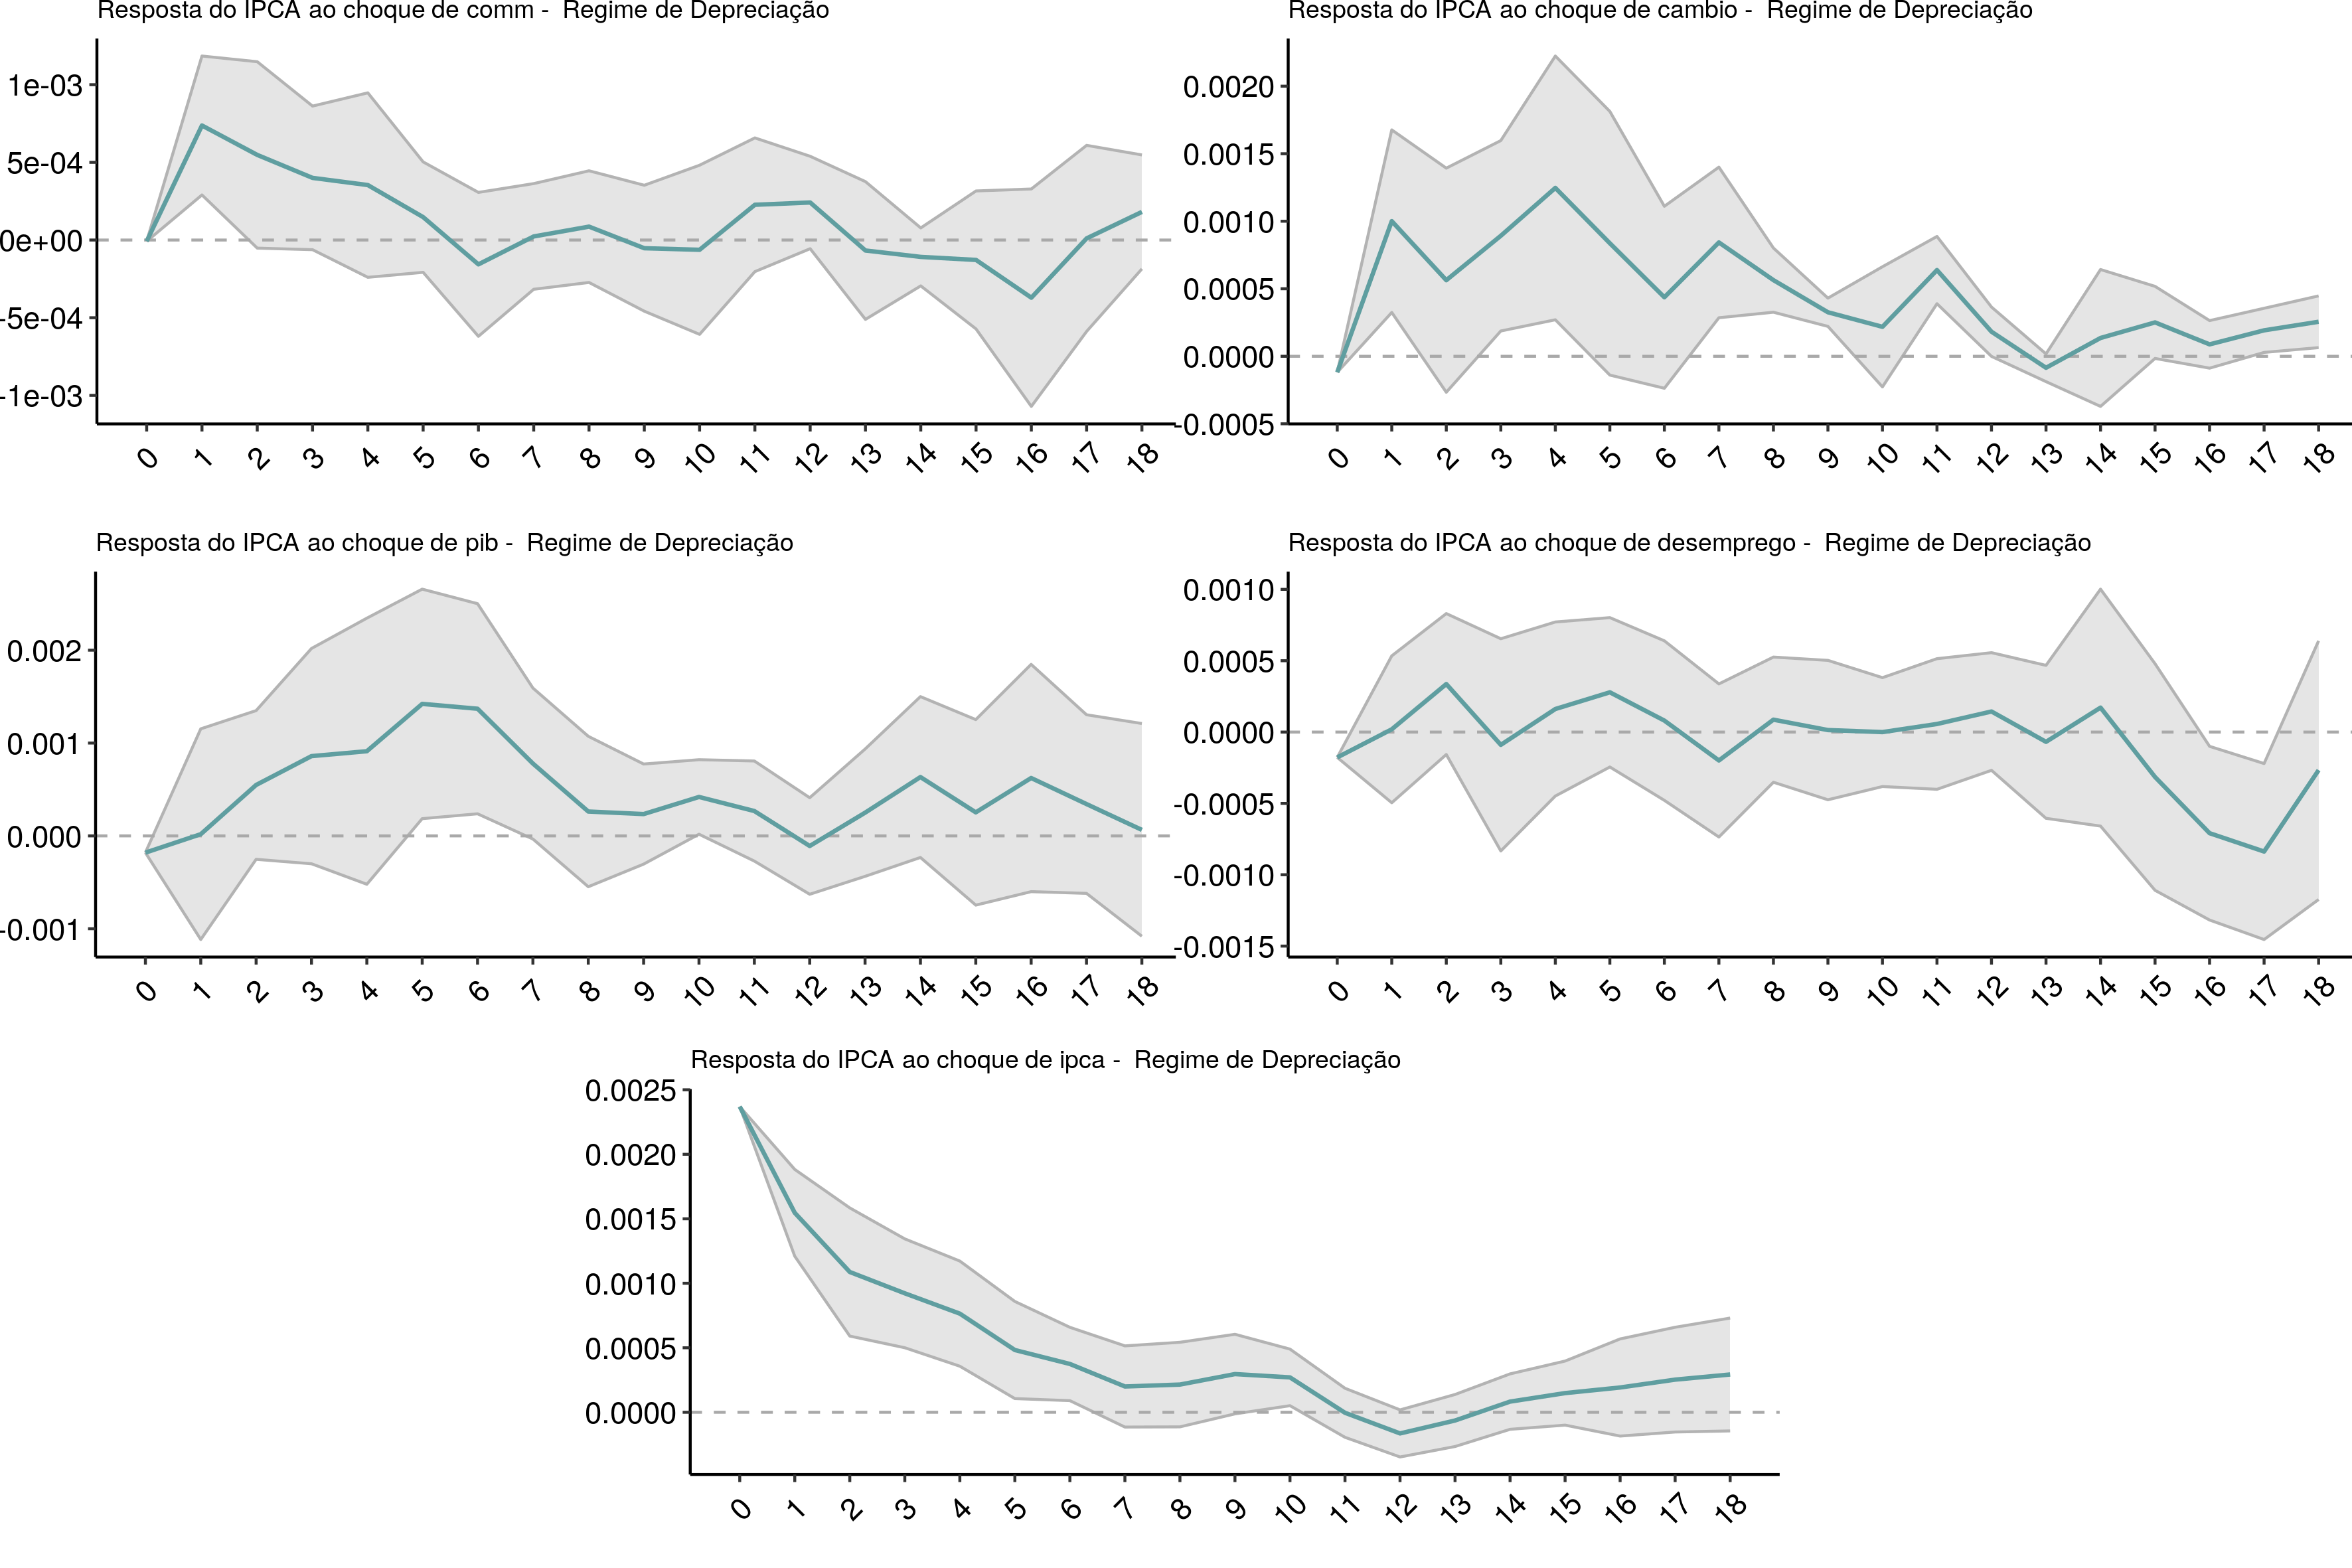 Resposta do IPCA ao choque de comm -  Regime de Depreciação
1e-03
5e-04
0e+00
-5e-04
-1e-03
0 1 2 3 4 5 6 7 8 9 10 11 12 13 14 15 16 17 18
Resposta do IPCA ao choque de cambio -  Regime de Depreciação
0.0020
0.0015
0.0010
0.0005
0.0000
-0.0005
0 1 2 3 4 5 6 7 8 9 10 11 12 13 14 15 16 17 18
Resposta do IPCA ao choque de pib -  Regime de Depreciação
0.002
0.001
0.000
-0.001
0 1 2 3 4 5 6 7 8 9 10 11 12 13 14 15 16 17 18
Resposta do IPCA ao choque de desemprego -  Regime de Depreciação
0.0010
0.0005
0.0000
-0.0005
-0.0010
-0.0015
0 1 2 3 4 5 6 7 8 9 10 11 12 13 14 15 16 17 18
Resposta do IPCA ao choque de ipca -  Regime de Depreciação
0.0025
0.0020
0.0015
0.0010
0.0005
0.0000
0 1 2 3 4 5 6 7 8 9 10 11 12 13 14 15 16 17 18